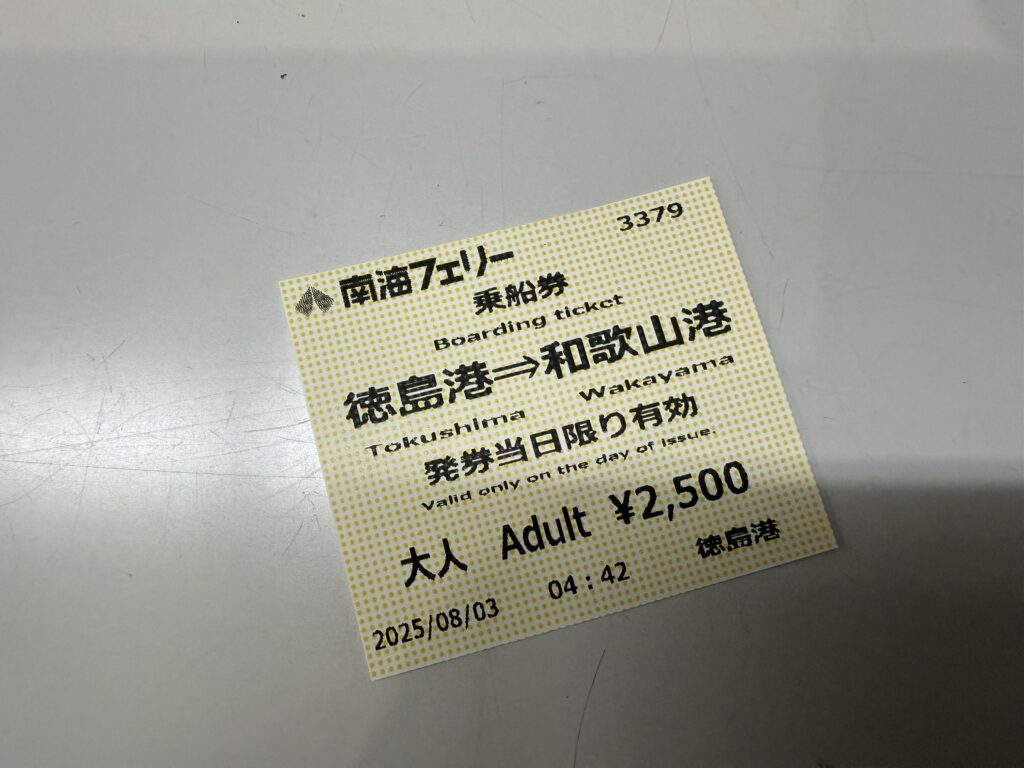 3379
南海フェリー
乗船券
Boarding ticket
徳島港⇒和歌山港
Tokushima Wakayama
発券当日限り有効
Valid only on the day of issue.
大人 Adult ¥2,500
2025/08/03 04:42 徳島港